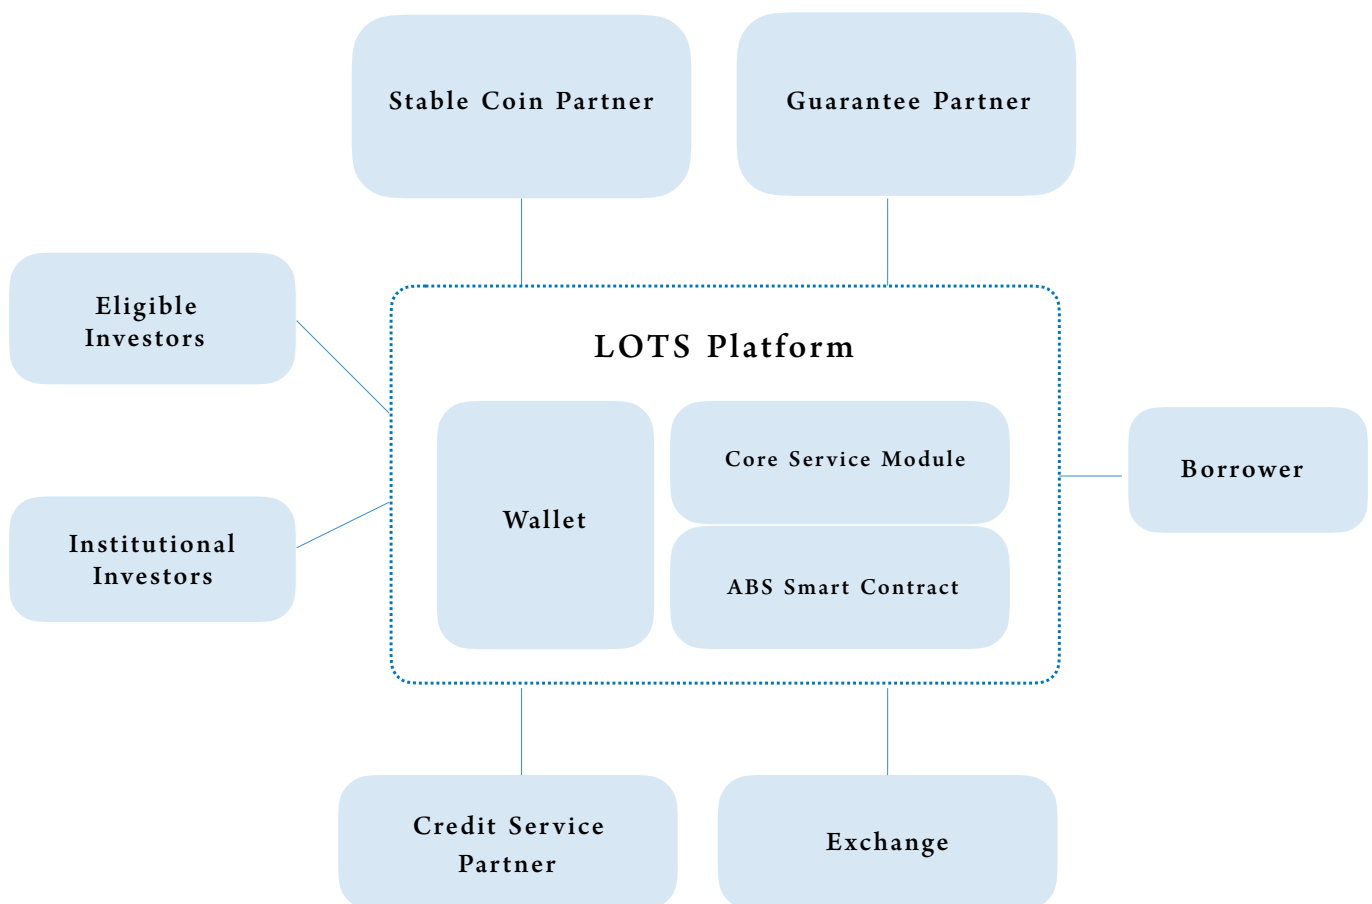 Stable Coin Partner
Guarantee Partner
Eligible
Investors
LOTS Platform
Core Service Module
Borrower
Wallet
Institutional
Investors
ABS Smart Contract
Credit Service
Partner
Exchange